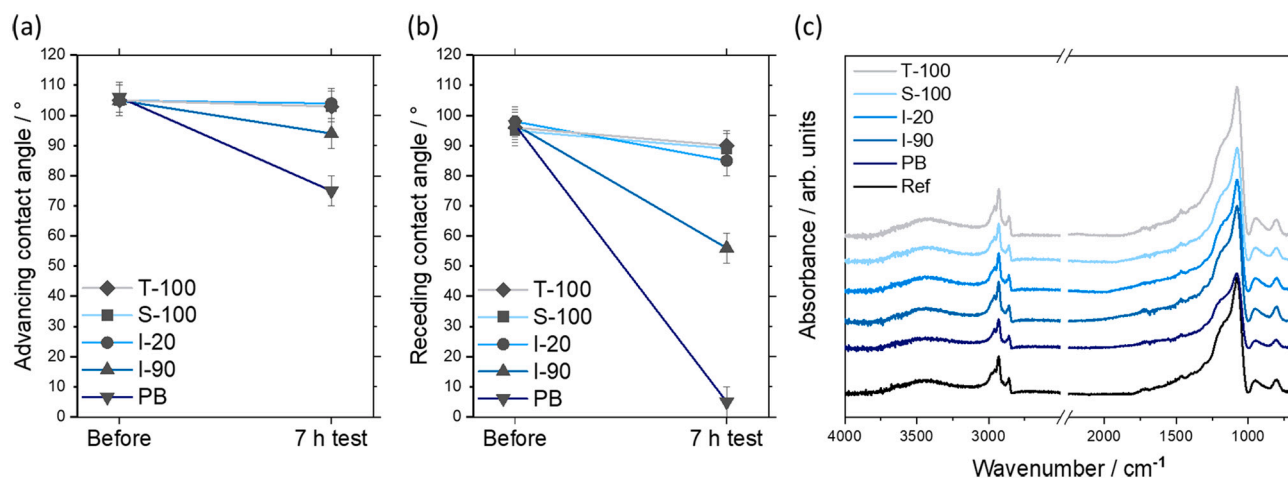 (a)
120
110
100
90
80
70
60
50
40
30
20
10
0
Advancing contact angle / °
T-100
S-100
I-20
I-90
PB
Before
7 h test
(b)
120
110
100
90
80
70
60
50
40
30
20
10
0
Receding contact angle / °
T-100
S-100
I-20
I-90
PB
Before
7 h test
(c)
Absorbance / arb. units
T-100
S-100
I-20
I-90
PB
Ref
4000 3500 3000 2000 1500 1000
Wavenumber / cm⁻¹